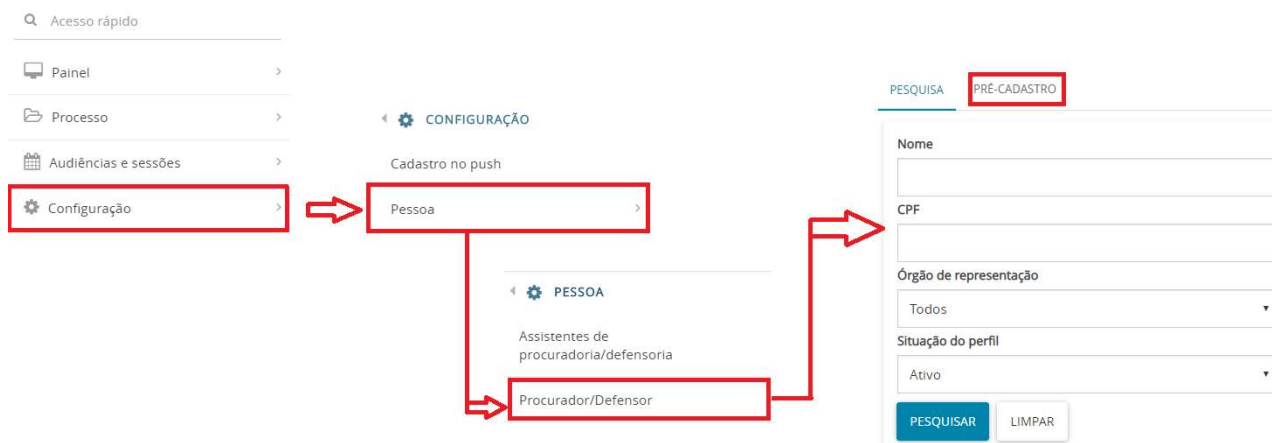 Acesso rápido
Painel
Processo
Audiências e sessões
Configuração
CONFIGURAÇÃO
Cadastro no push
Pessoa
PESSOA
Assistentes de
procuradoria/defensoria
Procurador/Defensor
PESQUISA PRÉ-CADASTRO
Nome
CPF
Órgão de representação
Todos
Situação do perfil
Ativo
PESQUISAR LIMPAR